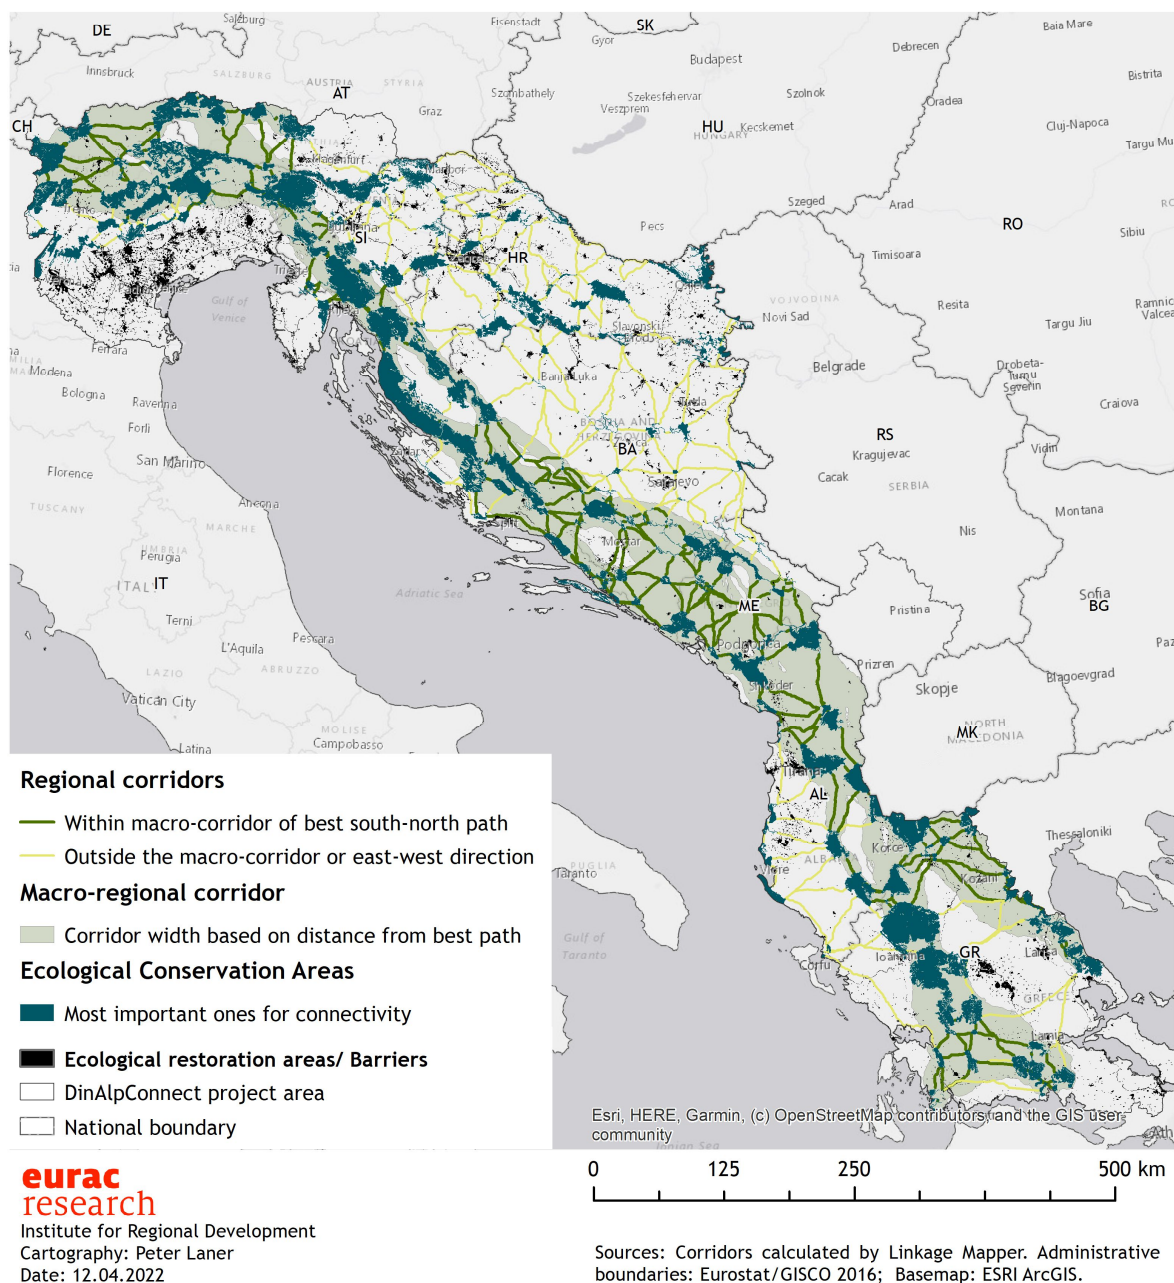 DE
Salzburg
Eisenstadt
SK
Baia Mare
Gyor
Debrecen
Budapest
Innsbruck
SALZBURG
AUSTRIA
STYRIA
Bistrita
AT
Szombathely
Szekesfehervar
Szolnok
Oradea
Veszprem
Graz
CH
HU
Kecskemet
HUNGARY
Cluj-Napoca
Targu Mu
Klagenfurt
Maribor
Szeged
Arad
Trento
Pecs
RO
Sibiu
Ljubljana
SI
HR
Zagreb
Timisoara
Trieste
Osijek
VOJVODINA
Gulf of
Venice
Novi Sad
Resita
Ramnic
Valcea
Slavonski
Brod
Targu Jiu
Ferrara
Modena
Belgrade
Drobeta-
Turnu
Severin
Banja Luka
Bologna
Ravenna
Tuzla
Craiova
Forli
BOSNIA AND
HERZEGOVINA
RS
BA
Zenica
Kragujevac
Vidin
San Marino
Zadar
Florence
Cacak
SERBIA
Sarajevo
Ancona
TUSCANY
Montana
MARCHE
Split
Nis
UMBRIA
Perugia
Mostar
ITALY
IT
Adriatic Sea
Sofia
BG
ME
Pristina
Terni
Pescara
L'Aquila
Podgorica
Paz
LAZIO
ABRUZZO
Prizren
Blagoevgrad
Shkoder
Skopje
Vatican City
MOLISE
NORTH
MACEDONIA
MK
Latina
Campobasso
Tirana
AL
Thessaloniki
Korce
ALBA
PUGLIA
Taranto
Vlore
Kozani
Gulf of
Taranto
Ioannina
GR
Larisa
Corfu
GREECE
Lamia
Ionian Sea
Ath
Regional corridors
Within macro-corridor of best south-north path
Outside the macro-corridor or east-west direction
Macro-regional corridor
Corridor width based on distance from best path
Ecological Conservation Areas
Most important ones for connectivity
Ecological restoration areas/ Barriers
DinAlpConnect project area
National boundary
Esri, HERE, Garmin, (c) OpenStreetMap contributors, and the GIS user
community
eurac
research
Institute for Regional Development
Cartography: Peter Laner
Date: 12.04.2022
0 125 250 500 km
Sources: Corridors calculated by Linkage Mapper. Administrative
boundaries: Eurostat/GISCO 2016; Basemap: ESRI ArcGIS.